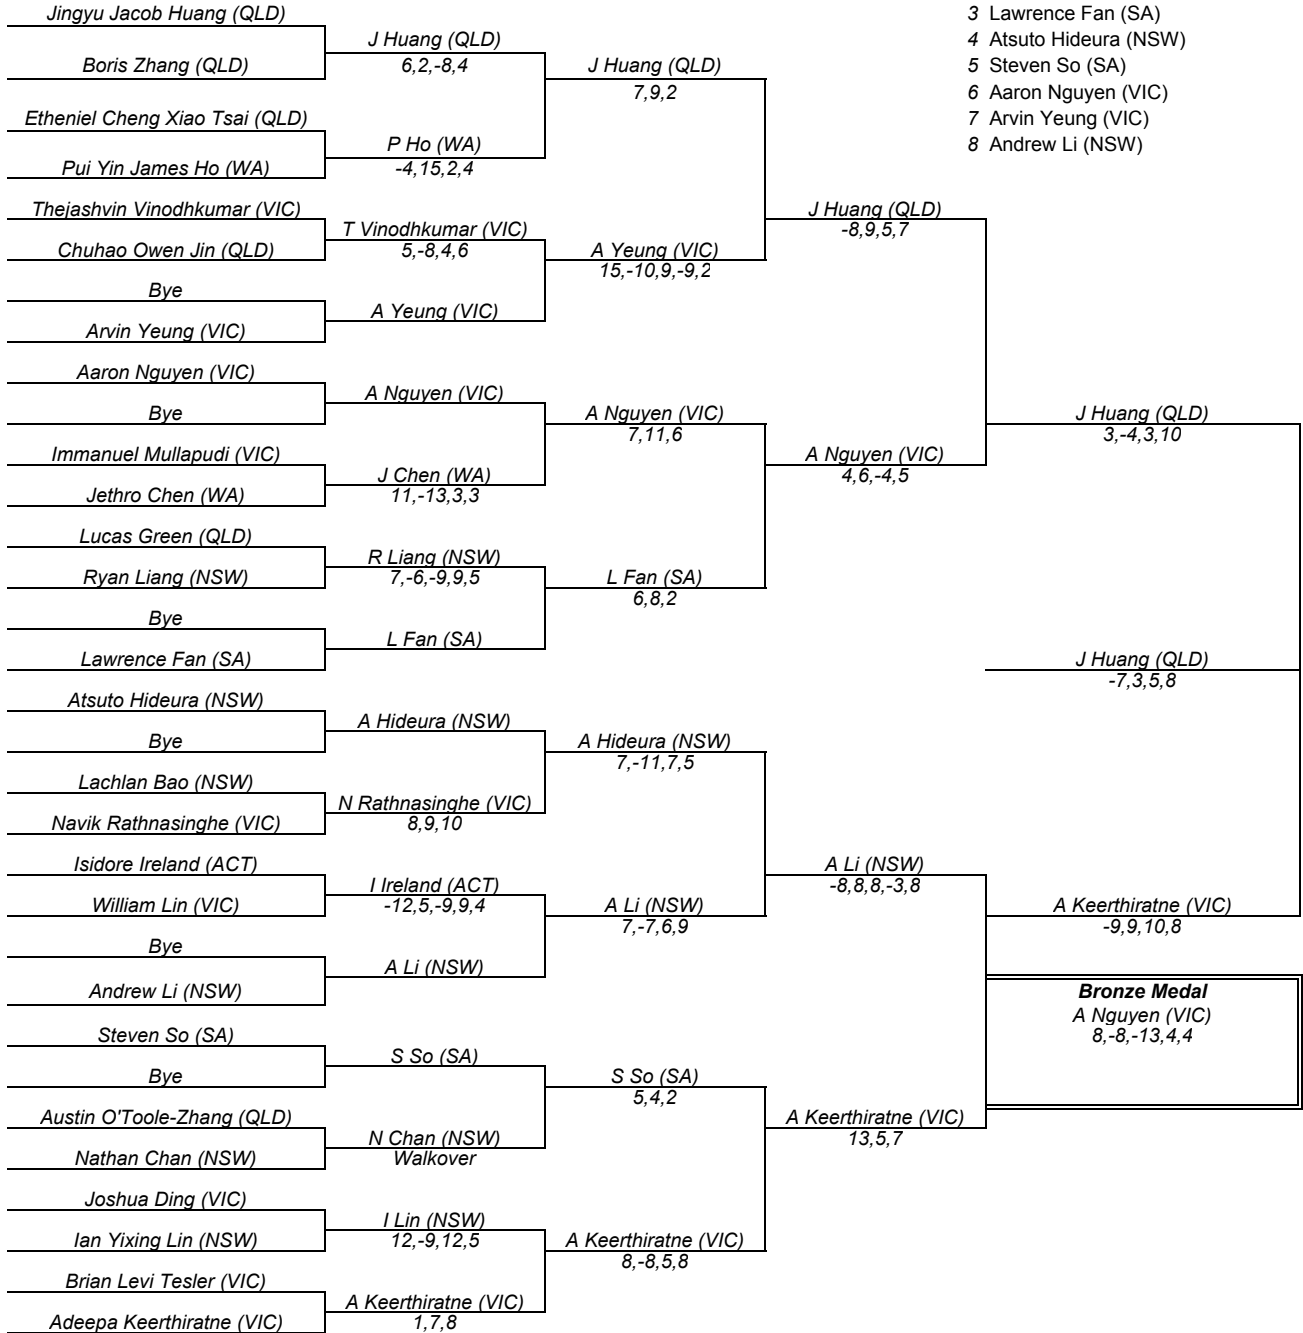 Jingyu Jacob Huang (QLD)
Boris Zhang (QLD)
Etheniel Cheng Xiao Tsai (QLD)
Pui Yin James Ho (WA)
Thejashvin Vinodhkumar (VIC)
Chuhao Owen Jin (QLD)
Bye
Arvin Yeung (VIC)
Aaron Nguyen (VIC)
Bye
Immanuel Mullapudi (VIC)
Jethro Chen (WA)
Lucas Green (QLD)
Ryan Liang (NSW)
Bye
Lawrence Fan (SA)
Atsuto Hideura (NSW)
Bye
Lachlan Bao (NSW)
Navik Rathnasinghe (VIC)
Isidore Ireland (ACT)
William Lin (VIC)
Bye
Andrew Li (NSW)
Steven So (SA)
Bye
Austin O'Toole-Zhang (QLD)
Nathan Chan (NSW)
Joshua Ding (VIC)
Ian Yixing Lin (NSW)
Brian Levi Tesler (VIC)
Adeepa Keerthiratne (VIC)
J Huang (QLD)
6,2,-8,4
P Ho (WA)
-4,15,2,4
T Vinodhkumar (VIC)
5,-8,4,6
A Yeung (VIC)
A Nguyen (VIC)
J Chen (WA)
11,-13,3,3
R Liang (NSW)
7,-6,-9,9,5
L Fan (SA)
A Hideura (NSW)
N Rathnasinghe (VIC)
8,9,10
I Ireland (ACT)
-12,5,-9,9,4
A Li (NSW)
S So (SA)
N Chan (NSW)
Walkover
I Lin (NSW)
12,-9,12,5
A Keerthiratne (VIC)
1,7,8
J Huang (QLD)
7,9,2
A Yeung (VIC)
15,-10,9,-9,2
A Nguyen (VIC)
7,11,6
L Fan (SA)
6,8,2
A Hideura (NSW)
7,-11,7,5
A Li (NSW)
7,-7,6,9
S So (SA)
5,4,2
A Keerthiratne (VIC)
8,-8,5,8
J Huang (QLD)
-8,9,5,7
A Nguyen (VIC)
4,6,-4,5
A Li (NSW)
-8,8,8,-3,8
A Keerthiratne (VIC)
13,5,7
3 Lawrence Fan (SA)
4 Atsuto Hideura (NSW)
5 Steven So (SA)
6 Aaron Nguyen (VIC)
7 Arvin Yeung (VIC)
8 Andrew Li (NSW)
J Huang (QLD)
3,-4,3,10
J Huang (QLD)
-7,3,5,8
A Keerthiratne (VIC)
-9,9,10,8
Bronze Medal
A Nguyen (VIC)
8,-8,-13,4,4